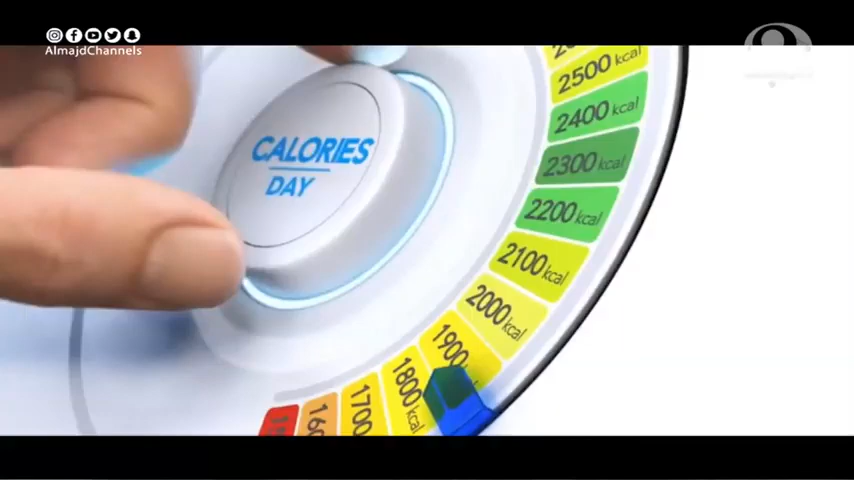 AlmajdChannels
CALORIES
DAY
2500 kcal
2400 kcal
2300 kcal
2200 kcal
2100 kcal
2000 kcal
1900 kcal
1800 kcal
1700